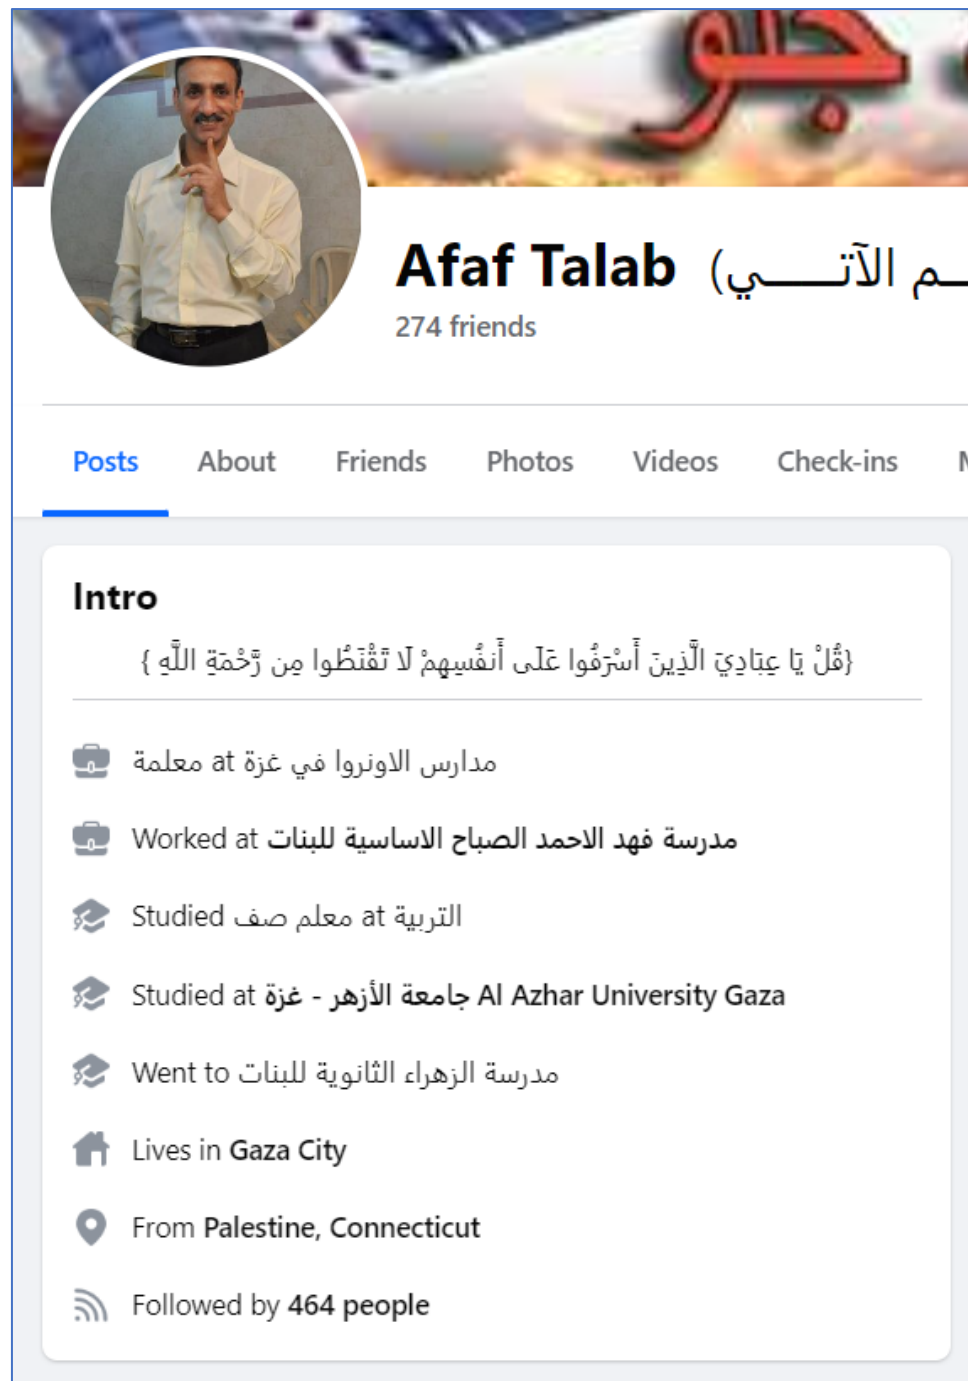 جلو
Afaf Talab (ـم الآتـــــي
274 friends
Posts About Friends Photos Videos Check-ins
Intro
{قُلْ يَا عِبَادِيَ الَّذِينَ أَسْرَفُوا عَلَى أَنفُسِهِمْ لَا تَقْنَطُوا مِن رَّحْمَةِ اللَّهِ }
معلمة at مدارس الاونروا في غزة
Worked at مدرسة فهد الاحمد الصباح الاساسية للبنات
Studied معلم صف at التربية
Studied at جامعة الأزهر - غزة Al Azhar University Gaza
Went to مدرسة الزهراء الثانوية للبنات
Lives in Gaza City
From Palestine, Connecticut
Followed by 464 people